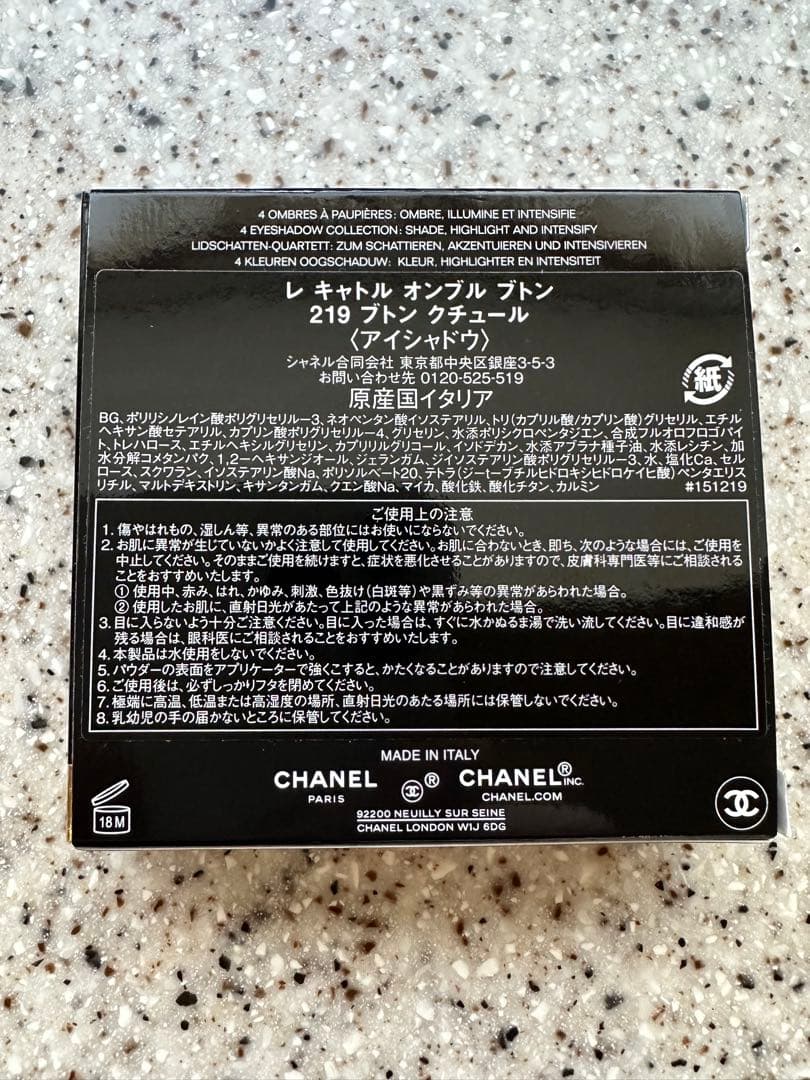 4 OMBRES À PAUPIÈRES: OMBRE, ILLUMINE ET INTENSIFIE
4 EYESHADOW COLLECTION: SHADE, HIGHLIGHT AND INTENSIFY
LIDSCHATTEN-QUARTETT: ZUM SCHATTIEREN, AKZENTUIEREN UND INTENSIVIEREN
4 KLEUREN OOGSCHADUW: KLEUR, HIGHLIGHTER EN INTENSITEIT
レ キャトル オンブル ブトン
219 ブトン クチュール
〈アイシャドウ〉
シャネル合同会社 東京都中央区銀座3-5-3
お問い合わせ先 0120-525-519
原産国イタリア
紙
BG、ポリリシノレイン酸ポリグリセリル-3、ネオペンタン酸イソステアリル、トリ(カプリル酸/カプリン酸)グリセリル、エチル
ヘキサン酸セテアリル、カプリン酸ポリグリセリル-4、グリセリン、水添ポリシクロペンタジエン、合成フルオロフロゴパイ
ト、トレハロース、エチルヘキシルグリセリン、カプリリルグリコール、イソドデカン、水添アブラナ種子油、水添レシチン、加
水分解コメタンパク、1,2-ヘキサンジオール、ジェランガム、ジイソステアリン酸ポリグリセリル-3、水、塩化Ca、セル
ロース、スクワラン、イソステアリン酸Na、ポリソルベート20、テトラ(ジ-t-ブチルヒドロキシヒドロケイヒ酸)ペンタエリス
リチル、マルトデキストリン、キサンタンガム、クエン酸Na、マイカ、酸化鉄、酸化チタン、カルミン #151219
ご使用上の注意
1. 傷やはれもの、湿しん等、異常のある部位にはお使いにならないでください。
2. お肌に異常が生じていないかよく注意して使用してください。お肌に合わないとき、即ち、次のような場合には、ご使用を
中止してください。そのままご使用を続けますと、症状を悪化させることがありますので、皮膚科専門医等にご相談される
ことをおすすめいたします。
① 使用中、赤み、はれ、かゆみ、刺激、色抜け(白斑等)や黒ずみ等の異常があらわれた場合。
② 使用したお肌に、直射日光があたって上記のような異常があらわれた場合。
3. 目に入らないよう十分ご注意ください。目に入った場合は、すぐに水かぬるま湯で洗い流してください。目に違和感が
残る場合は、眼科医にご相談されることをおすすめいたします。
4. 本製品は水使用をしないでください。
5. パウダーの表面をアプリケーターで強くこすると、かたくなることがありますので注意してください。
6. ご使用後は、必ずしっかりフタを閉めてください。
7. 極端に高温、低温または高湿度の場所、直射日光のあたる場所には保管しないでください。
8. 乳幼児の手の届かないところに保管してください。
MADE IN ITALY
CHANEL ® CHANEL® INC.
PARIS CHANEL.COM
92200 NEUILLY SUR SEINE
CHANEL LONDON W1J 6DG
18 M